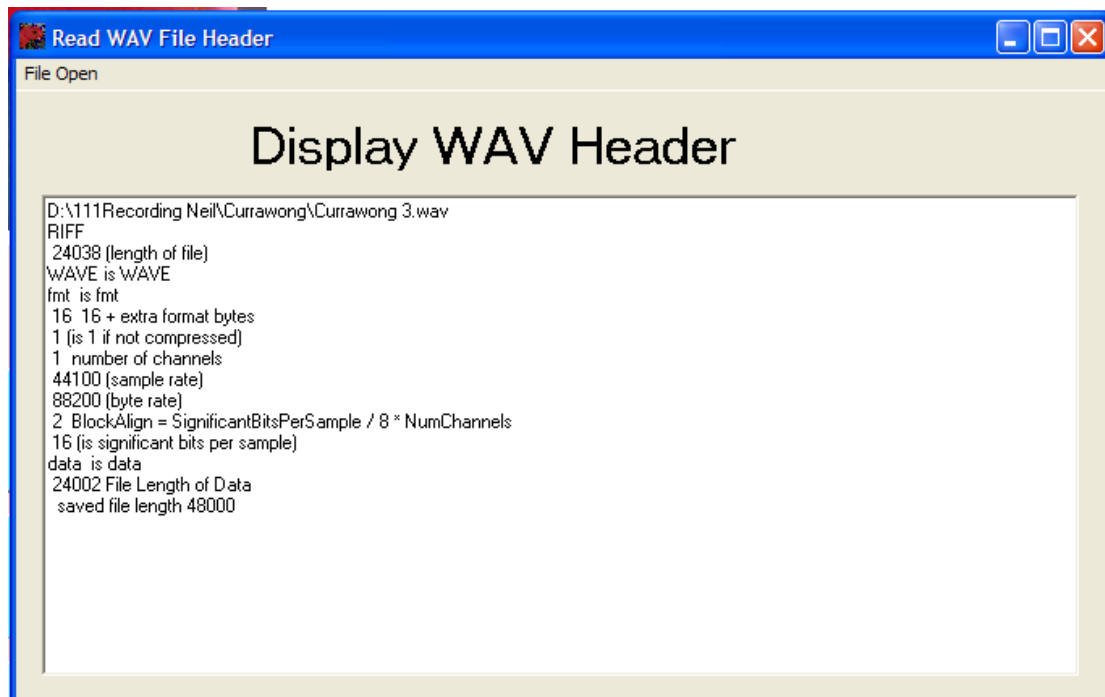 Read WAV File Header
File Open
Display WAV Header
D:\111Recording Neil\Currawong\Currawong 3.wav
RIFF
24038 (length of file)
WAVE is WAVE
fmt  is fmt
16  16 + extra format bytes
1 (is 1 if not compressed)
1  number of channels
44100 (sample rate)
88200 (byte rate)
2  BlockAlign = SignificantBitsPerSample / 8 * NumChannels
16 (is significant bits per sample)
data  is data
24002 File Length of Data
saved file length 48000